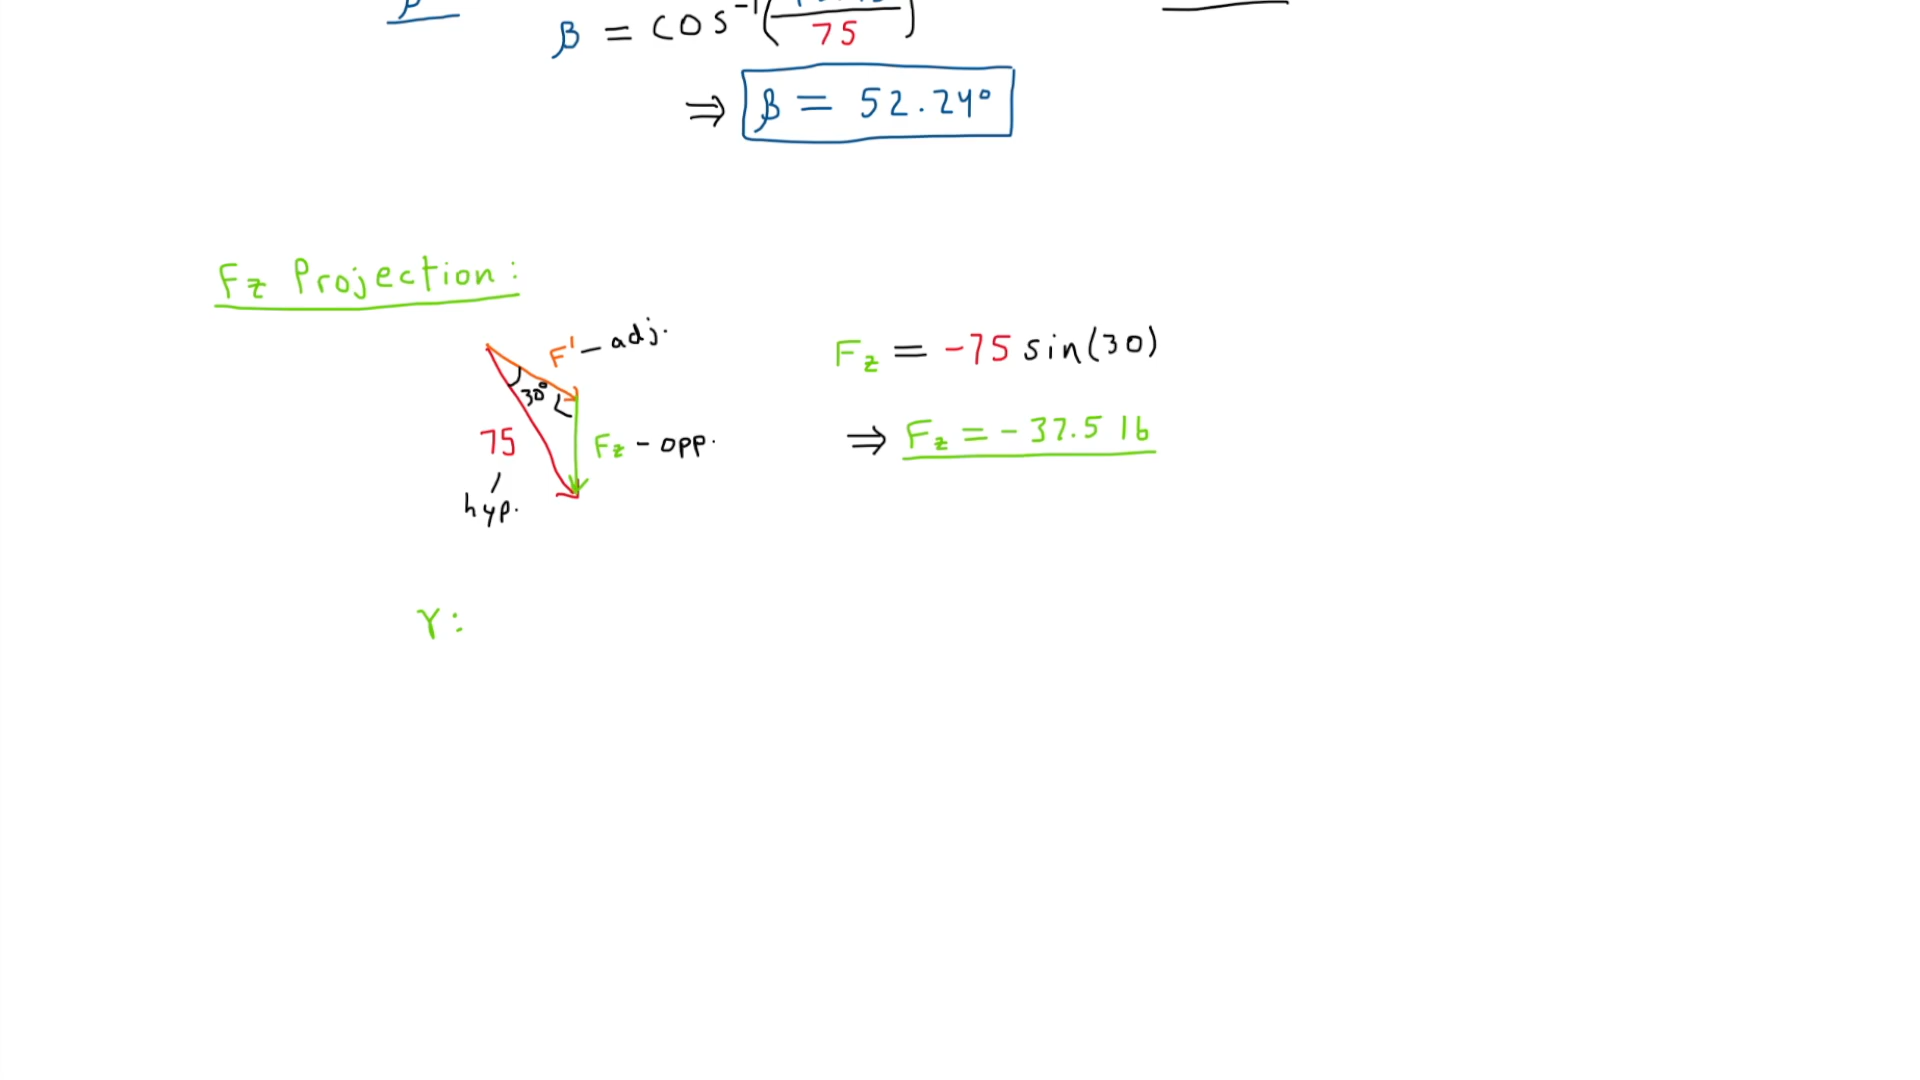 β = cos⁻¹(/75)
⇒ β = 52.24°
Fz Projection:
F' – adj.
30°
75
hyp.
Fz – opp.
Fz = -75 sin(30)
⇒ Fz = - 37.5 lb
γ: